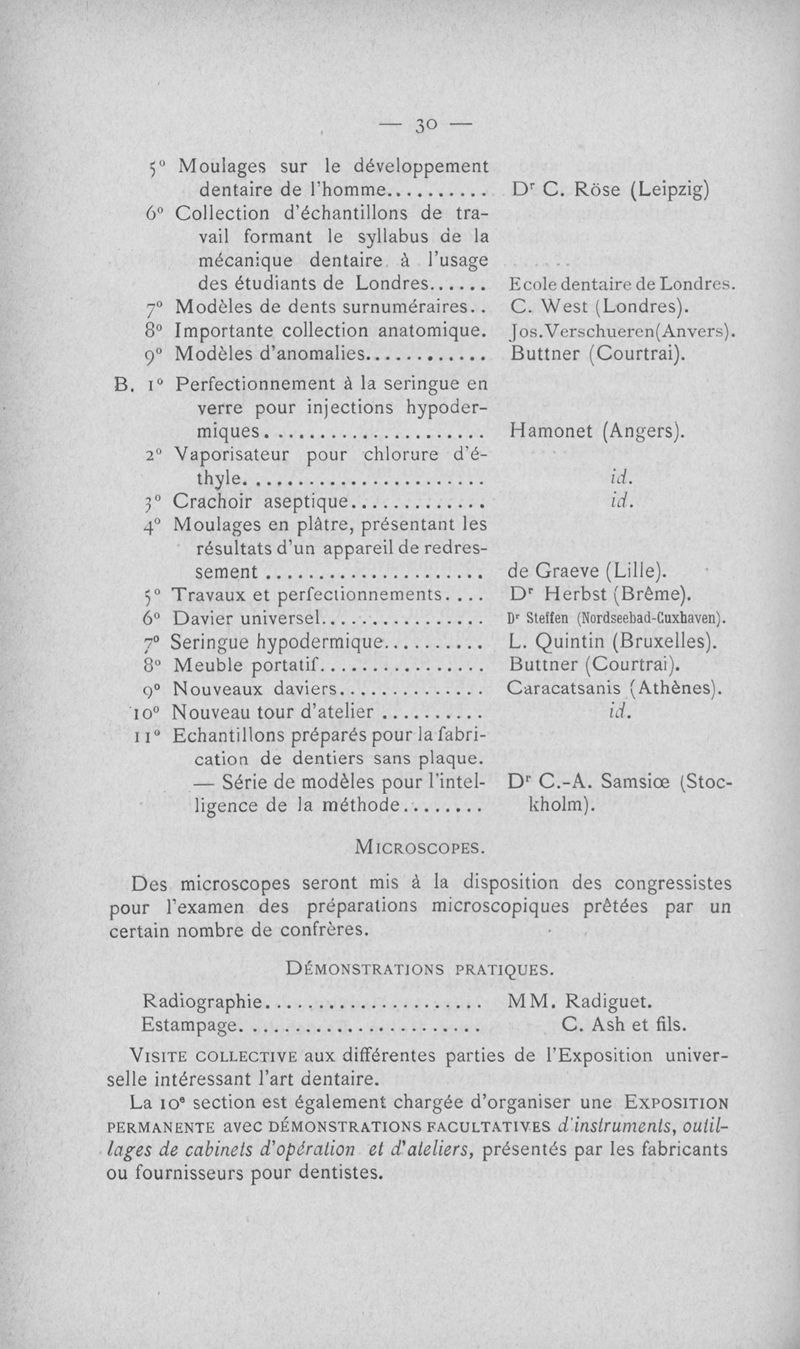 — 30 —
5° Moulages sur le développement
dentaire de l'homme.......... Dr C. Röse (Leipzig)
6° Collection d'échantillons de tra-
vail formant le syllabus de la
mécanique dentaire à l'usage
des étudiants de Londres...... Ecole dentaire de Londres.
7° Modèles de dents surnuméraires.. C. West (Londres).
8° Importante collection anatomique. Jos. Verschueren (Anvers).
9° Modèles d'anomalies............ Buttner (Courtrai).
B. 1° Perfectionnement à la seringue en
verre pour injections hypoder-
miques...................... Hamonet (Angers).
2° Vaporisateur pour chlorure d'é-
thyle........................ id.
3° Crachoir aseptique............. id.
4° Moulages en plâtre, présentant les
résultats d'un appareil de redres-
sement ..................... de Graeve (Lille).
5° Travaux et perfectionnements.... Dr Herbst (Brême).
6° Davier universel................ Dr Steffen (Nordseebad-Cuxhaven).
7° Seringue hypodermique.......... L. Quintin (Bruxelles).
8° Meuble portatif................ Buttner (Courtrai).
9° Nouveaux daviers.............. Caracatsanis (Athènes).
10° Nouveau tour d'atelier .......... id.
11° Echantillons préparés pour la fabri-
cation de dentiers sans plaque.
— Série de modèles pour l'intel- Dr C.-A. Samsiœ (Stoc-
ligence de la méthode........ kholm).
MICROSCOPES.
Des microscopes seront mis à la disposition des congressistes
pour l'examen des préparations microscopiques prêtées par un
certain nombre de confrères.
DÉMONSTRATIONS PRATIQUES.
Radiographie..................... MM. Radiguet.
Estampage........................ C. Ash et fils.
VISITE COLLECTIVE aux différentes parties de l'Exposition univer-
selle intéressant l'art dentaire.
La 10e section est également chargée d'organiser une EXPOSITION
PERMANENTE avec DÉMONSTRATIONS FACULTATIVES d'instruments, outil-
lages de cabinets d'opération et d'ateliers, présentés par les fabricants
ou fournisseurs pour dentistes.